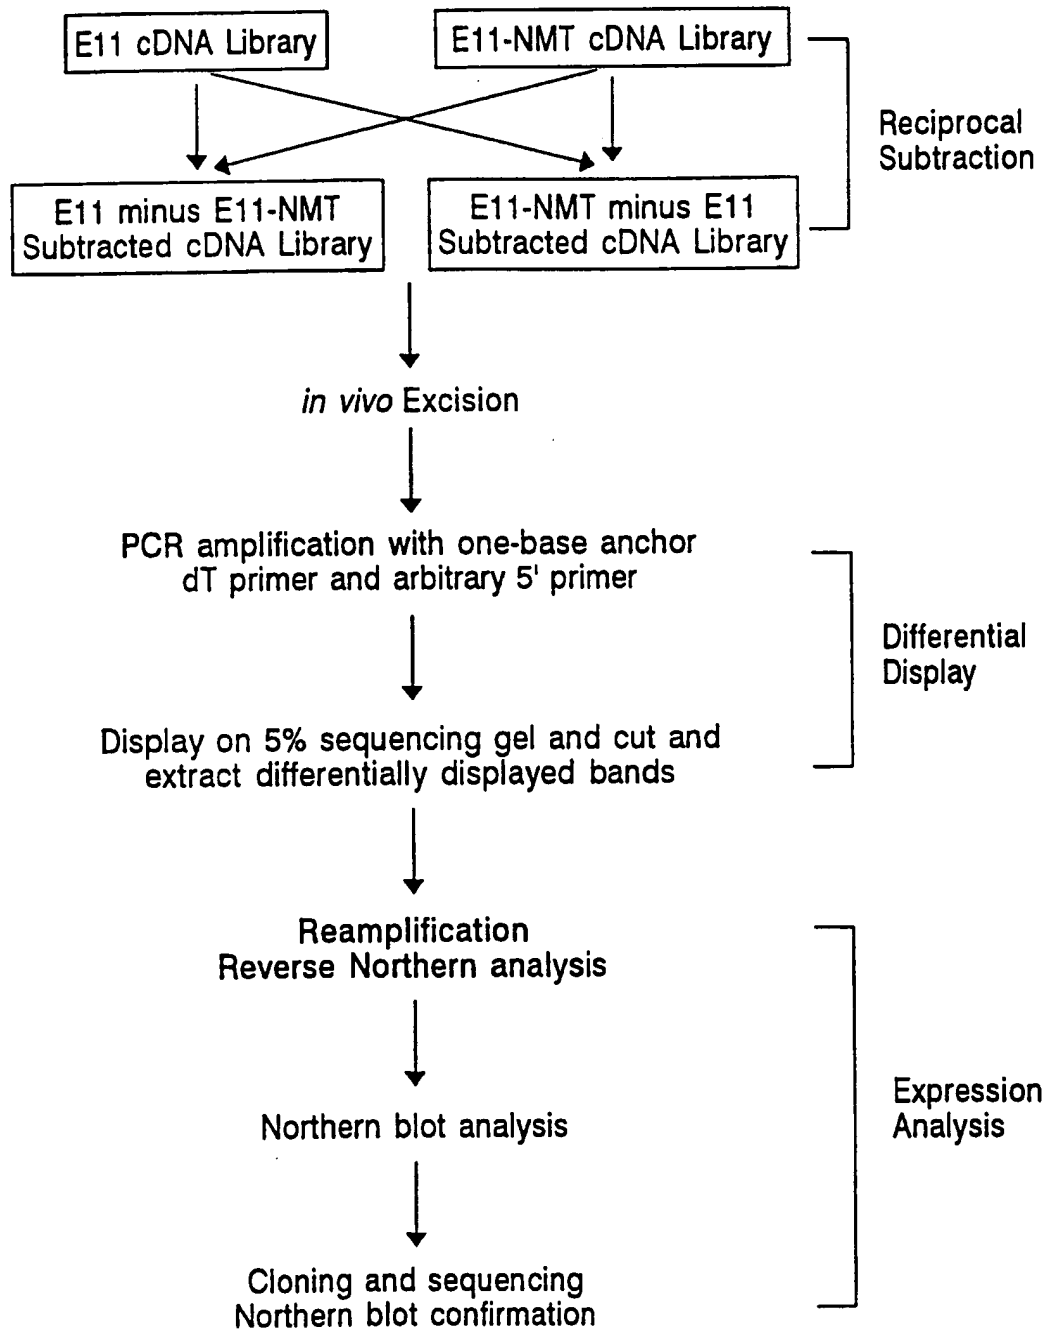 E11 cDNA Library
E11-NMT cDNA Library
Reciprocal
Subtraction
E11 minus E11-NMT
Subtracted cDNA Library
E11-NMT minus E11
Subtracted cDNA Library
in vivo Excision
PCR amplification with one-base anchor
dT primer and arbitrary 5' primer
Differential
Display
Display on 5% sequencing gel and cut and
extract differentially displayed bands
Reamplification
Reverse Northern analysis
Expression
Analysis
Northern blot analysis
Cloning and sequencing
Northern blot confirmation